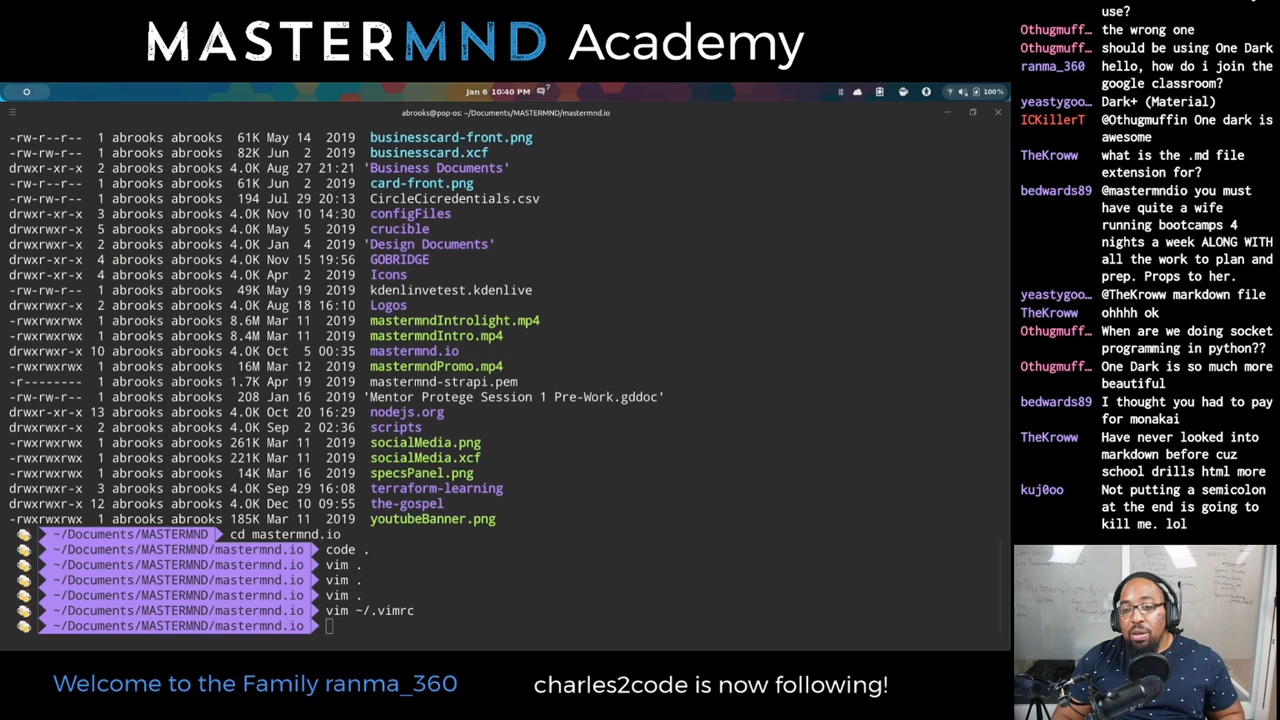 MASTERMND Academy
Jan 6 10:40 PM
7
100%
abrooks@pop-os: ~/Documents/MASTERMND/mastermnd.io
-rw-r--r-- 1 abrooks abrooks 61K May 14 2019 businesscard-front.png
-rw-r--r-- 1 abrooks abrooks 82K Jun 2 2019 businesscard.xcf
drwxr-xr-x 2 abrooks abrooks 4.0K Aug 27 21:21 'Business Documents'
-rw-r--r-- 1 abrooks abrooks 61K Jun 2 2019 card-front.png
-rw-r--r-- 1 abrooks abrooks 194 Jul 29 20:13 CircleCicredentials.csv
drwxr-xr-x 3 abrooks abrooks 4.0K Nov 10 14:30 configFiles
drwxr-xr-x 5 abrooks abrooks 4.0K May 5 2019 crucible
drwxr-xr-x 2 abrooks abrooks 4.0K Jan 4 2019 'Design Documents'
drwxr-xr-x 4 abrooks abrooks 4.0K Nov 15 19:56 GOBRIDGE
drwxr-xr-x 4 abrooks abrooks 4.0K Apr 2 2019 Icons
-rw-rw-r-- 1 abrooks abrooks 49K May 19 2019 kdenlinvetest.kdenlive
drwxrwxr-x 2 abrooks abrooks 4.0K Aug 18 16:10 Logos
-rwxrwxrwx 1 abrooks abrooks 8.6M Mar 11 2019 mastermndIntrolight.mp4
-rwxrwxrwx 1 abrooks abrooks 8.4M Mar 11 2019 mastermndIntro.mp4
drwxrwxr-x 10 abrooks abrooks 4.0K Oct 5 00:35 mastermnd.io
-rwxrwxrwx 1 abrooks abrooks 16M Mar 12 2019 mastermndPromo.mp4
-r-------- 1 abrooks abrooks 1.7K Apr 19 2019 mastermnd-strapi.pem
-rw-rw-r-- 1 abrooks abrooks 208 Jan 16 2019 'Mentor Protege Session 1 Pre-Work.gddoc'
drwxrwxr-x 13 abrooks abrooks 4.0K Oct 20 16:29 nodejs.org
drwxrwxr-x 2 abrooks abrooks 4.0K Sep 2 02:36 scripts
-rwxrwxrwx 1 abrooks abrooks 261K Mar 11 2019 socialMedia.png
-rwxrwxrwx 1 abrooks abrooks 221K Mar 11 2019 socialMedia.xcf
-rwxrwxrwx 1 abrooks abrooks 14K Mar 16 2019 specsPanel.png
drwxrwxr-x 3 abrooks abrooks 4.0K Sep 29 16:08 terraform-learning
drwxrwxr-x 12 abrooks abrooks 4.0K Dec 10 09:55 the-gospel
-rwxrwxrwx 1 abrooks abrooks 185K Mar 11 2019 youtubeBanner.png
~/Documents/MASTERMND cd mastermnd.io
~/Documents/MASTERMND/mastermnd.io code .
~/Documents/MASTERMND/mastermnd.io vim .
~/Documents/MASTERMND/mastermnd.io vim .
~/Documents/MASTERMND/mastermnd.io vim .
~/Documents/MASTERMND/mastermnd.io vim ~/.vimrc
~/Documents/MASTERMND/mastermnd.io
use?
Othugmuff… the wrong one
Othugmuff… should be using One Dark
ranma_360 hello, how do i join the
google classroom?
yeastygoo… Dark+ (Material)
ICKillerT @Othugmuffin One dark is
awesome
TheKroww what is the .md file
extension for?
bedwards89 @mastermndio you must
have quite a wife
running bootcamps 4
nights a week ALONG WITH
all the work to plan and
prep. Props to her.
yeastygoo… @TheKroww markdown file
TheKroww ohhhh ok
Othugmuff… When are we doing socket
programming in python??
Othugmuff… One Dark is so much more
beautiful
bedwards89 I thought you had to pay
for monakai
TheKroww Have never looked into
markdown before cuz
school drills html more
kuj0oo Not putting a semicolon
at the end is going to
kill me. lol
Welcome to the Family ranma_360
charles2code is now following!